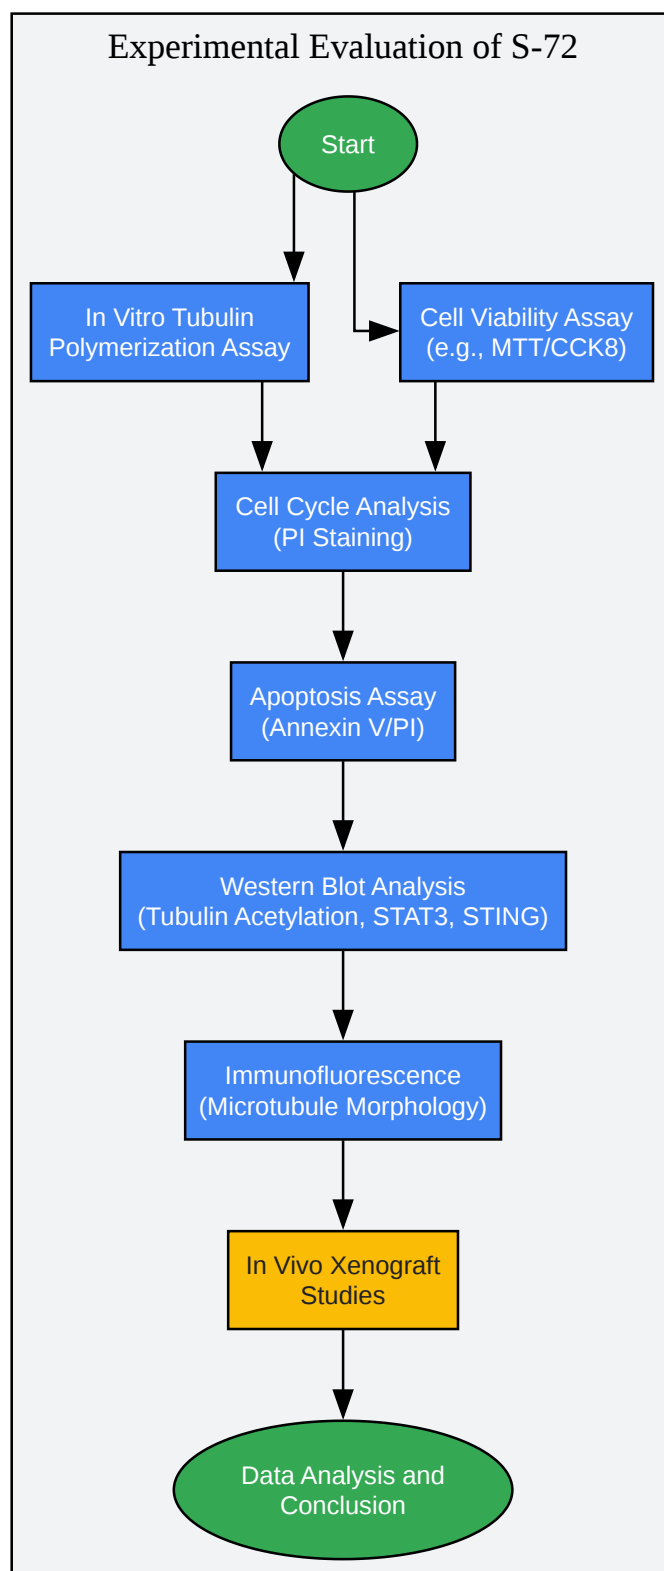 Experimental Evaluation of S-72
Start
In Vitro Tubulin
Polymerization Assay
Cell Viability Assay
(e.g., MTT/CCK8)
Cell Cycle Analysis
(PI Staining)
Apoptosis Assay
(Annexin V/PI)
Western Blot Analysis
(Tubulin Acetylation, STAT3, STING)
Immunofluorescence
(Microtubule Morphology)
In Vivo Xenograft
Studies
Data Analysis and
Conclusion